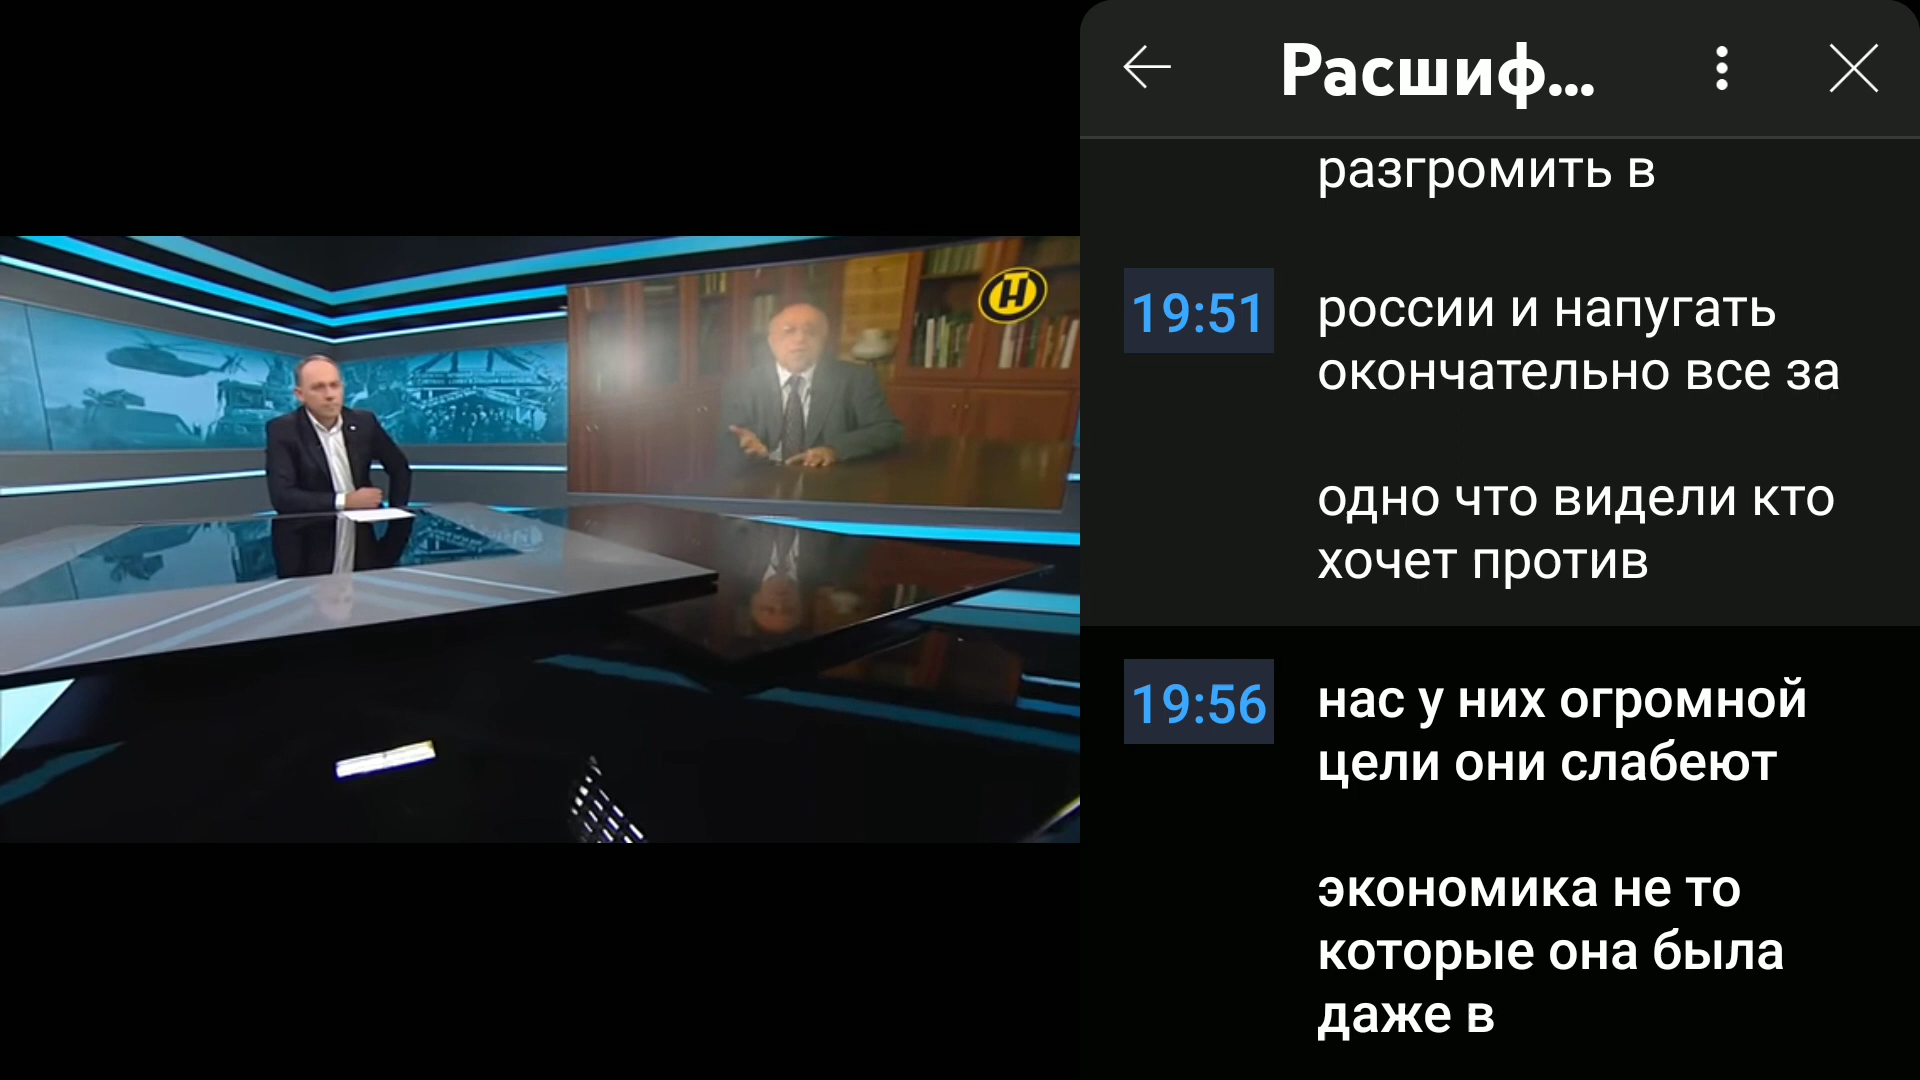 Расшиф...
разгромить в
19:51
россии и напугать
окончательно все за
одно что видели кто
хочет против
19:56
нас у них огромной
цели они слабеют
экономика не то
которые она была
даже в
Н